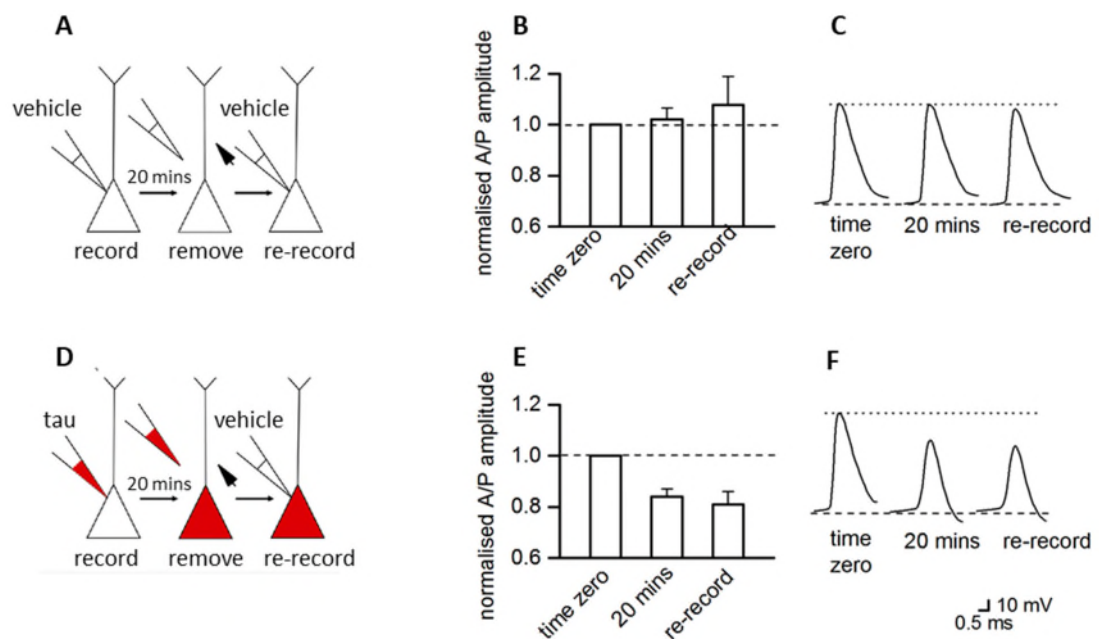 A
vehicle
vehicle
20 mins
record
remove
re-record
B
normalised A/P amplitude
1.2
1.0
0.8
0.6
time zero
20 mins
re-record
C
time
zero
20 mins
re-record
D
tau
vehicle
20 mins
record
remove
re-record
E
normalised A/P amplitude
1.2
1.0
0.8
0.6
time zero
20 mins
re-record
F
time
zero
20 mins
re-record
10 mV
0.5 ms